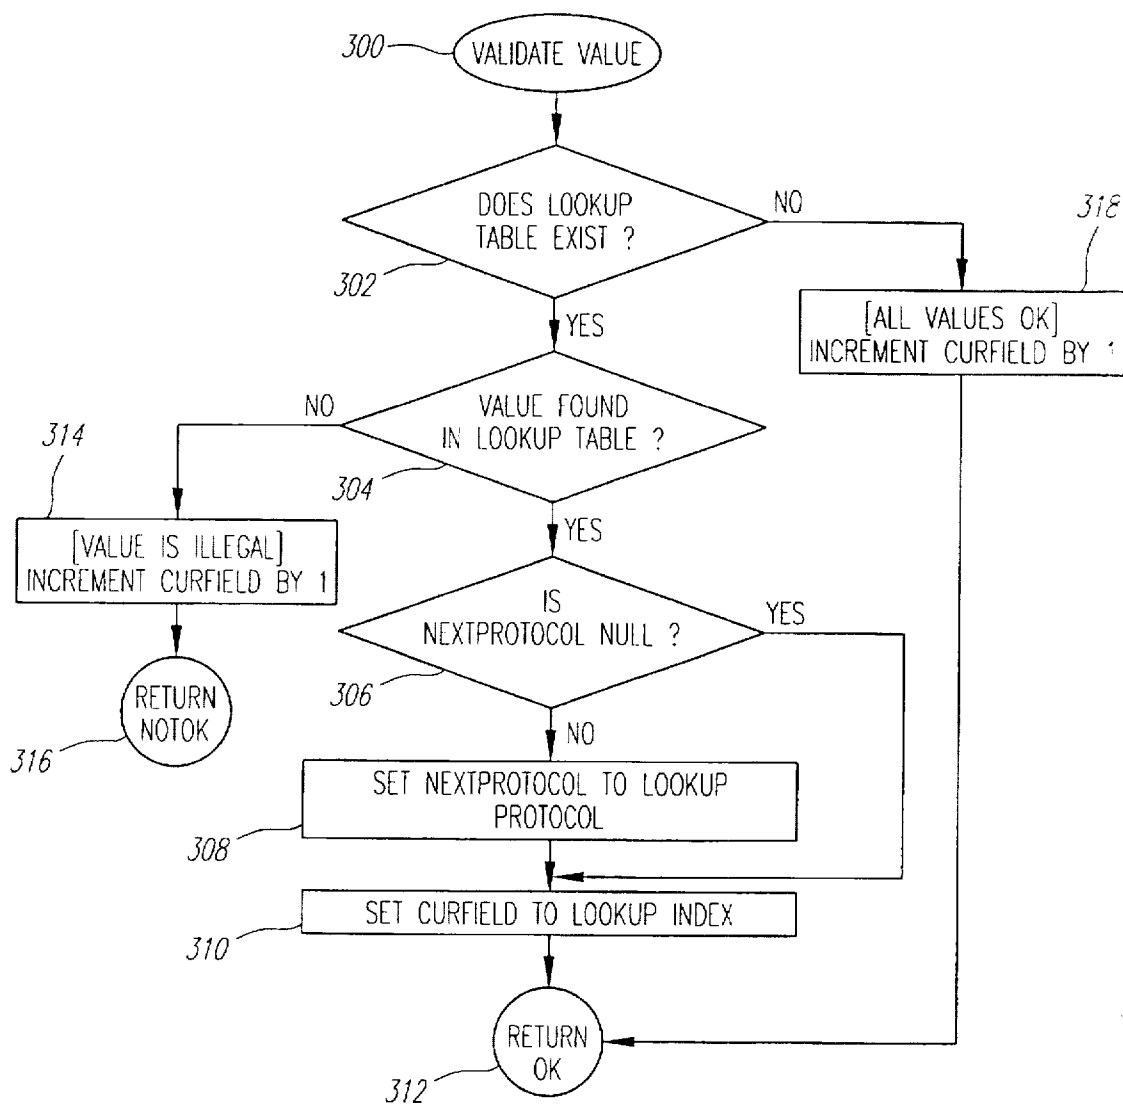 300
VALIDATE VALUE
DOES LOOKUP
TABLE EXIST ?
302
NO
318
[ALL VALUES OK]
INCREMENT CURFIELD BY 1
YES
VALUE FOUND
IN LOOKUP TABLE ?
304
NO
314
[VALUE IS ILLEGAL]
INCREMENT CURFIELD BY 1
RETURN
NOTOK
316
YES
IS
NEXTPROTOCOL NULL ?
306
YES
NO
SET NEXTPROTOCOL TO LOOKUP
PROTOCOL
308
SET CURFIELD TO LOOKUP INDEX
310
RETURN
OK
312